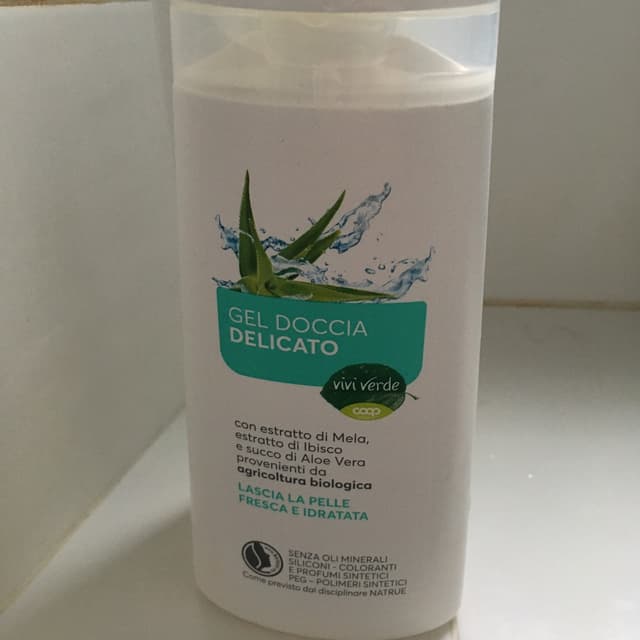 GEL DOCCIA
DELICATO
vivi verde
coop
con estratto di Mela,
estratto di Ibisco
e succo di Aloe Vera
provenienti da
agricoltura biologica
LASCIA LA PELLE
FRESCA E IDRATATA
SENZA OLI MINERALI
SILICONI - COLORANTI
E PROFUMI SINTETICI
PEG - POLIMERI SINTETICI
Come previsto dal disciplinare NATRUE